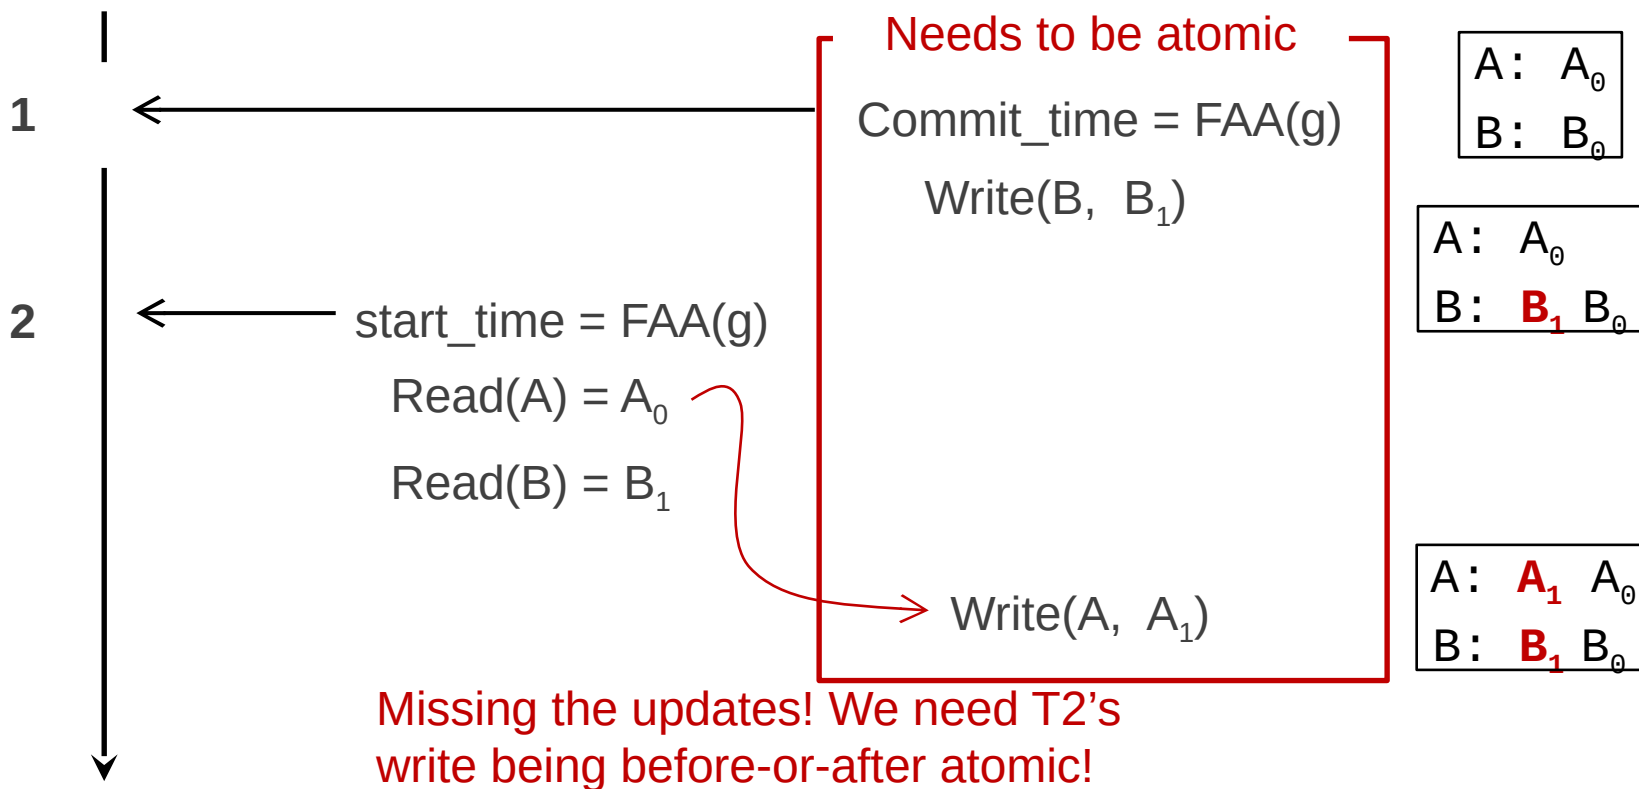 Needs to be atomic
A: A₀
B: B₀
1
Commit_time = FAA(g)
Write(B, B₁)
A: A₀
B: B₁ B₀
2
start_time = FAA(g)
Read(A) = A₀
Read(B) = B₁
Write(A, A₁)
A: A₁ A₀
B: B₁ B₀
Missing the updates! We need T2’s
write being before-or-after atomic!